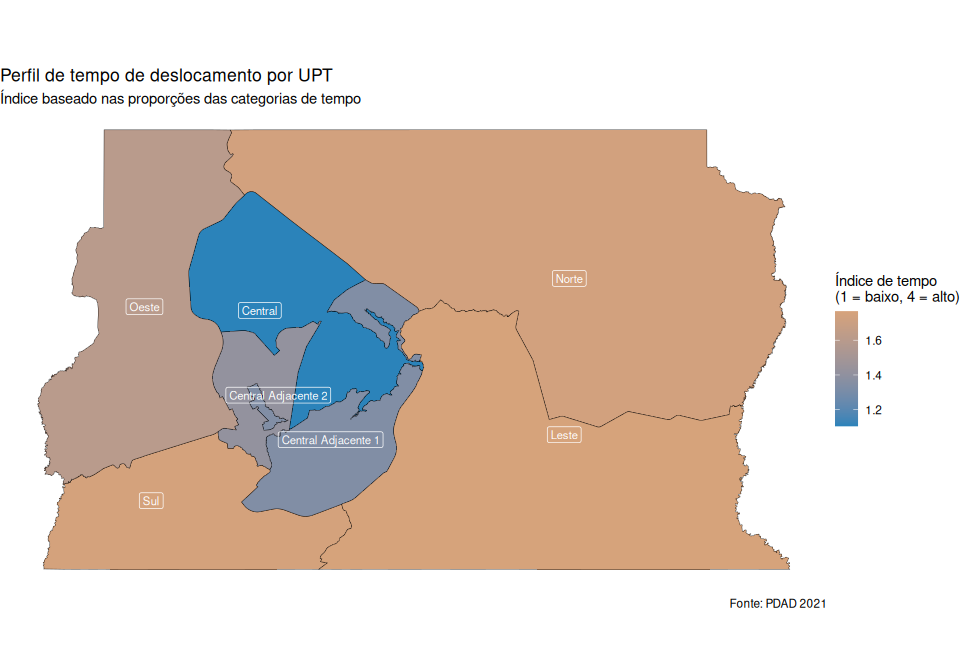 Perfil de tempo de deslocamento por UPT
Índice baseado nas proporções das categorias de tempo
Norte
Oeste
Central
Central Adjacente 2
Central Adjacente 1
Leste
Sul
Índice de tempo
(1 = baixo, 4 = alto)
1.6
1.4
1.2
Fonte: PDAD 2021